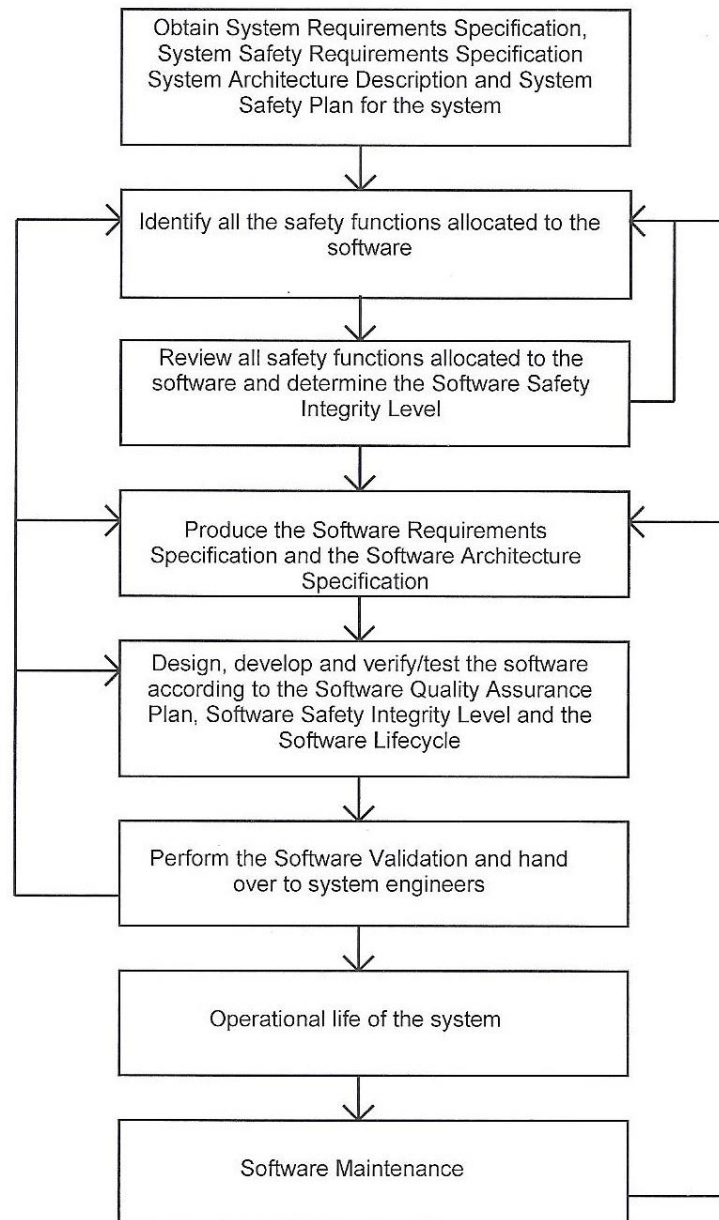 Obtain System Requirements Specification,
System Safety Requirements Specification
System Architecture Description and System
Safety Plan for the system
Identify all the safety functions allocated to the
software
Review all safety functions allocated to the
software and determine the Software Safety
Integrity Level
Produce the Software Requirements
Specification and the Software Architecture
Specification
Design, develop and verify/test the software
according to the Software Quality Assurance
Plan, Software Safety Integrity Level and the
Software Lifecycle
Perform the Software Validation and hand
over to system engineers
Operational life of the system
Software Maintenance